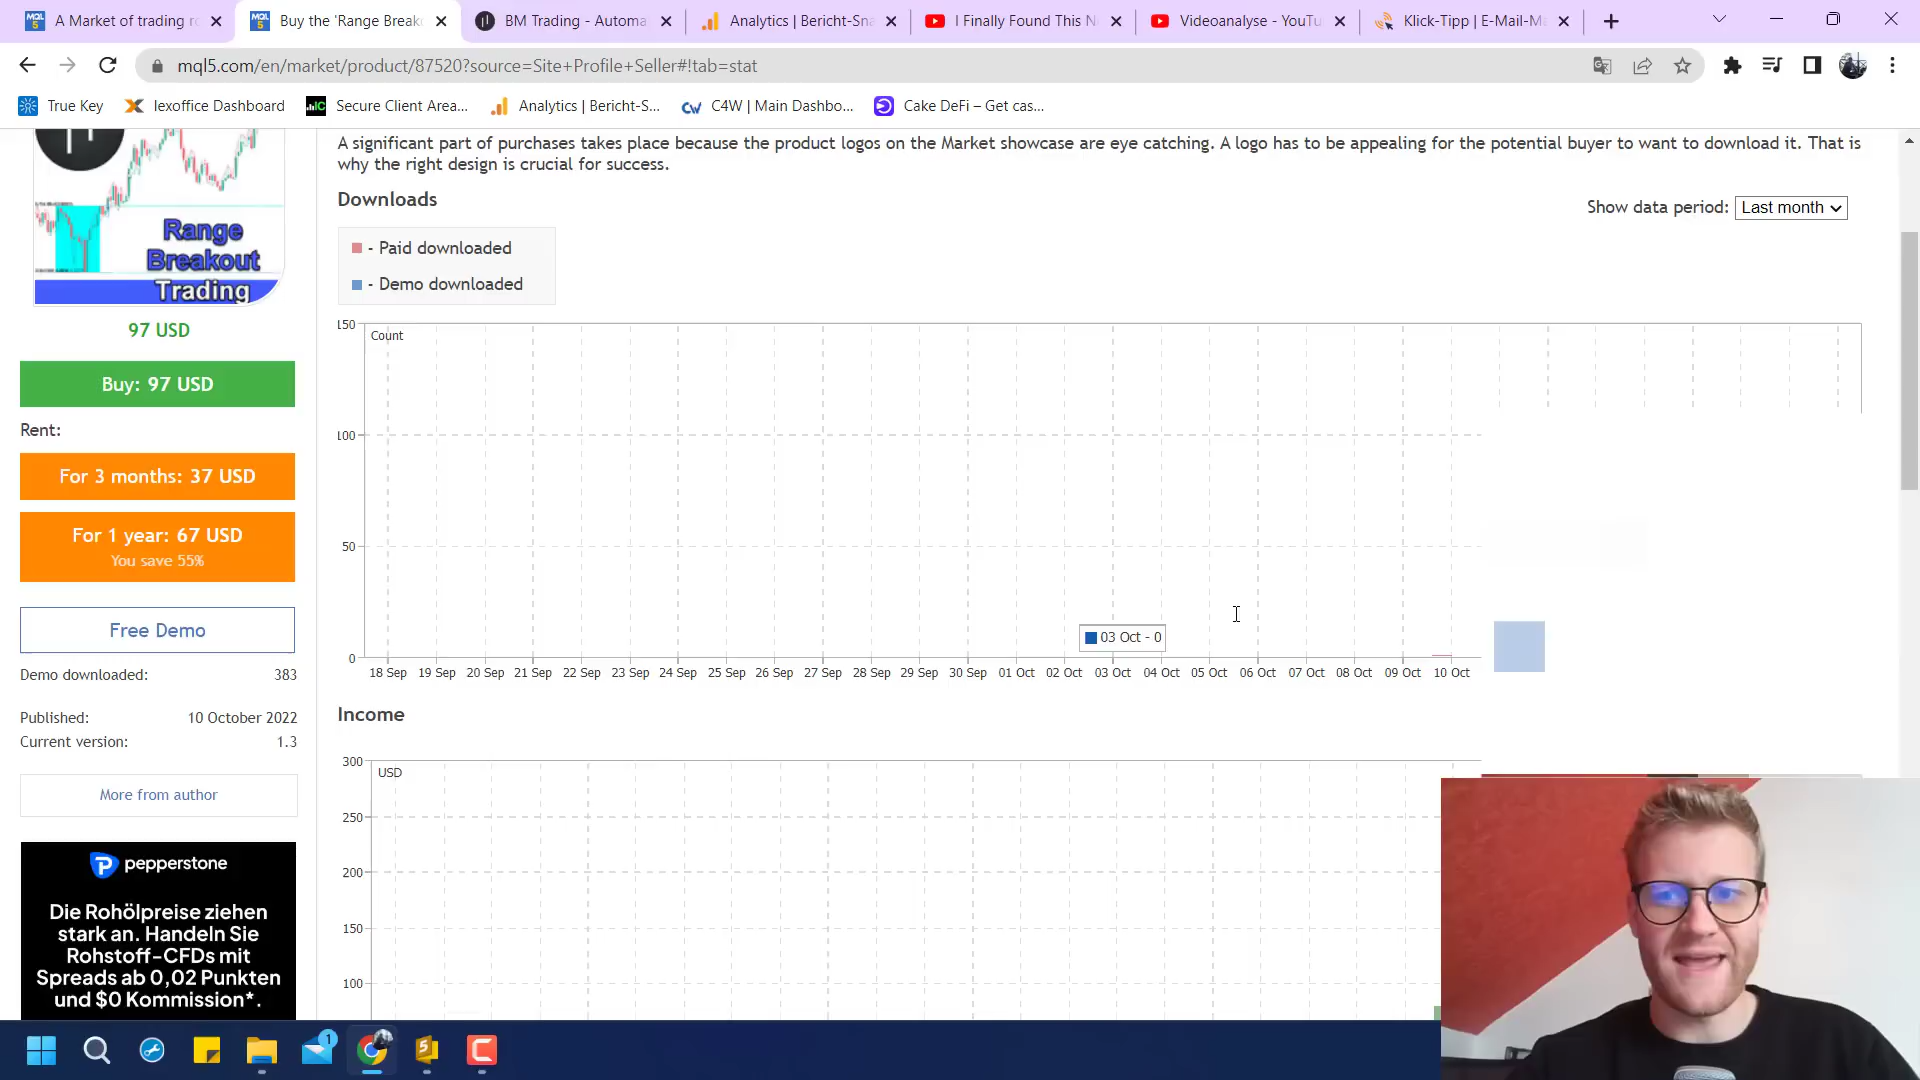 A Market of trading ro
Buy the 'Range Breako
BM Trading - Automa
Analytics | Bericht-Sna
I Finally Found This N
Videoanalyse - YouTu
Klick-Tipp | E-Mail-Ma
mql5.com/en/market/product/87520?source=Site+Profile+Seller#!tab=stat
True Key
lexoffice Dashboard
Secure Client Area...
Analytics | Bericht-S...
C4W | Main Dashbo...
Cake DeFi – Get cas...
A significant part of purchases takes place because the product logos on the Market showcase are eye catching. A logo has to be appealing for the potential buyer to want to download it. That is
why the right design is crucial for success.
Downloads
Show data period: Last month
- Paid downloaded
- Demo downloaded
Range
Breakout
Trading
97 USD
Buy: 97 USD
Rent:
For 3 months: 37 USD
For 1 year: 67 USD
You save 55%
Free Demo
Demo downloaded: 383
Published: 10 October 2022
Current version: 1.3
More from author
pepperstone
Die Rohölpreise ziehen
stark an. Handeln Sie
Rohstoff-CFDs mit
Spreads ab 0,02 Punkten
und $0 Kommission*.
150
Count
100
50
0
03 Oct - 0
18 Sep 19 Sep 20 Sep 21 Sep 22 Sep 23 Sep 24 Sep 25 Sep 26 Sep 27 Sep 28 Sep 29 Sep 30 Sep 01 Oct 02 Oct 03 Oct 04 Oct 05 Oct 06 Oct 07 Oct 08 Oct 09 Oct 10 Oct
Income
300
USD
250
200
150
100
1